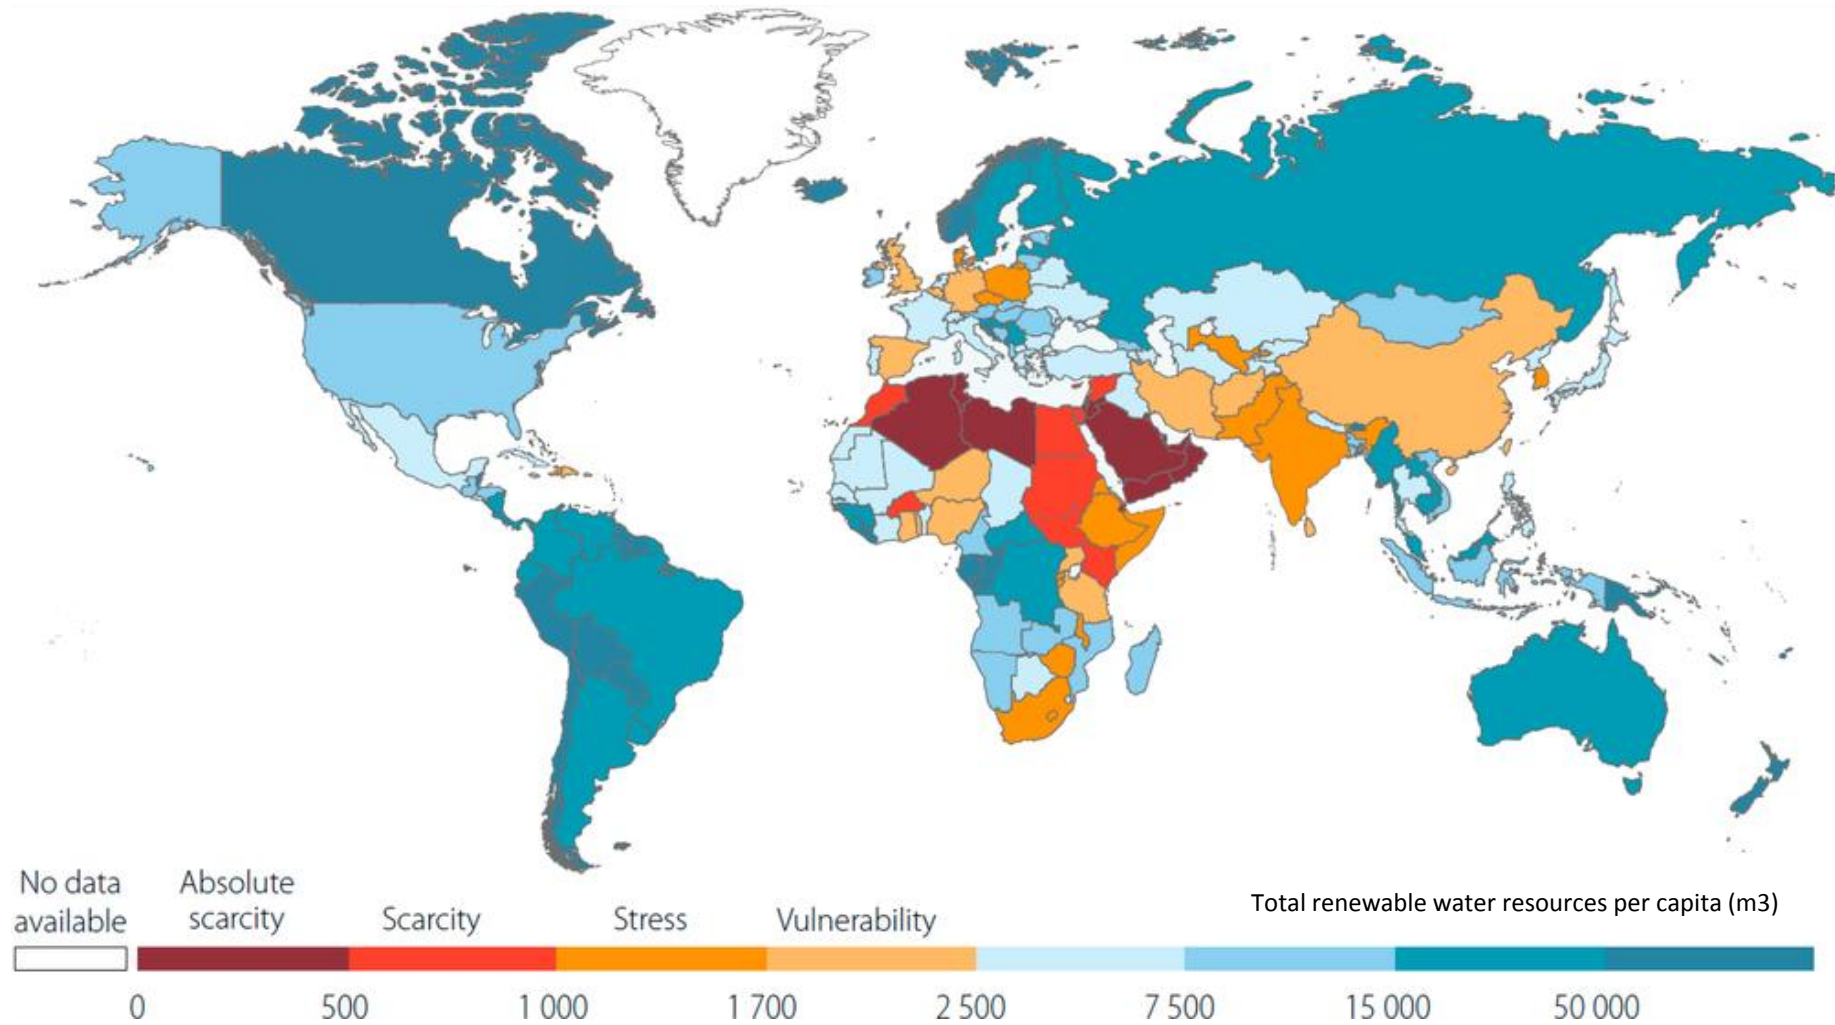 No data
available
Absolute
scarcity
Scarcity
Stress
Vulnerability
Total renewable water resources per capita (m3)
0
500
1 000
1 700
2 500
7 500
15 000
50 000